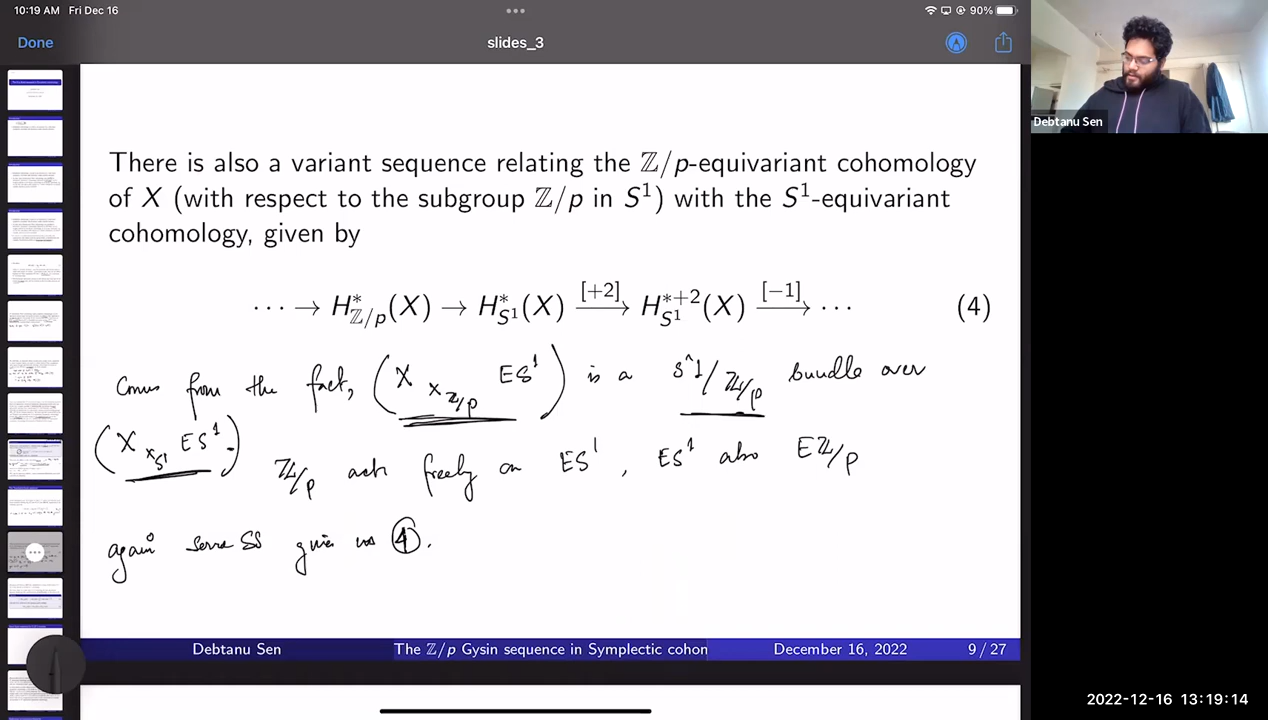 10:19 AM Fri Dec 16
90%
Done
slides_3
There is also a variant sequence relating the ℤ/p-equivariant cohomology
of X (with respect to the subgroup ℤ/p in S¹) with the S¹-equivariant
cohomology, given by
··· → H*_{ℤ/p}(X) → H*_{S¹}(X) →^{[+2]} H^{*+2}_{S¹}(X) →^{[−1]} ··· (4)
Comes from the fact, (X ×_{ℤ/p} ES¹) is a S^1/ℤ/p bundle over
(X ×_{S¹} ES¹)
ℤ/p acts freely on ES¹, ES¹ also Eℤ/p
again Serre SS gives us ④.
Debtanu Sen
The ℤ/p Gysin sequence in Symplectic cohon
December 16, 2022
9 / 27
Debtanu Sen
2022-12-16 13:19:14